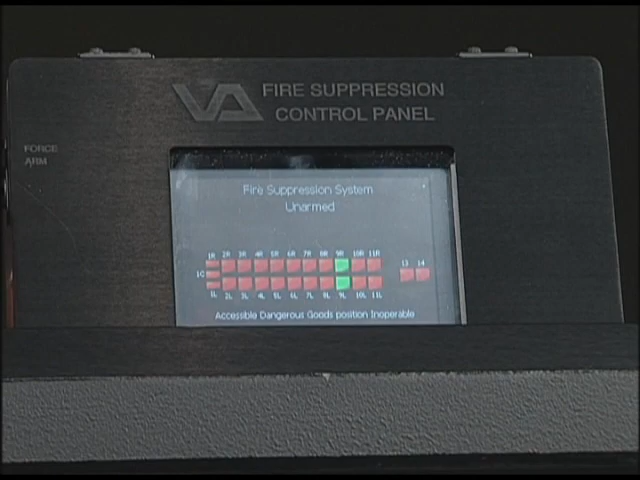 VA FIRE SUPPRESSION
CONTROL PANEL
FORCE
ARM
Fire Suppression System
Unarmed
1R 2R 3R 4R 5R 6R 7R 8R 9R 10R 11R
13 14
1C
1L 2L 3L 4L 5L 6L 7L 8L 9L 10L 11L
Accessible Dangerous Goods position Inoperable